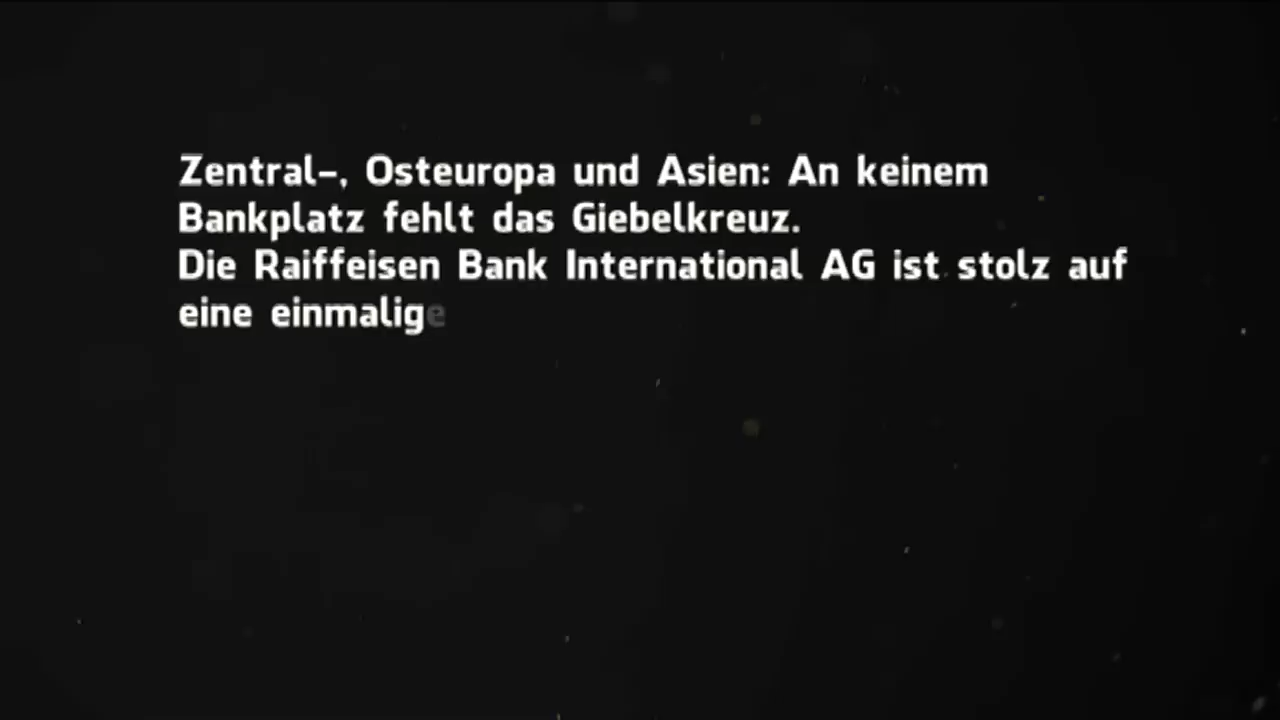 Zentral-, Osteuropa und Asien: An keinem
Bankplatz fehlt das Giebelkreuz.
Die Raiffeisen Bank International AG ist stolz auf
eine einmalige